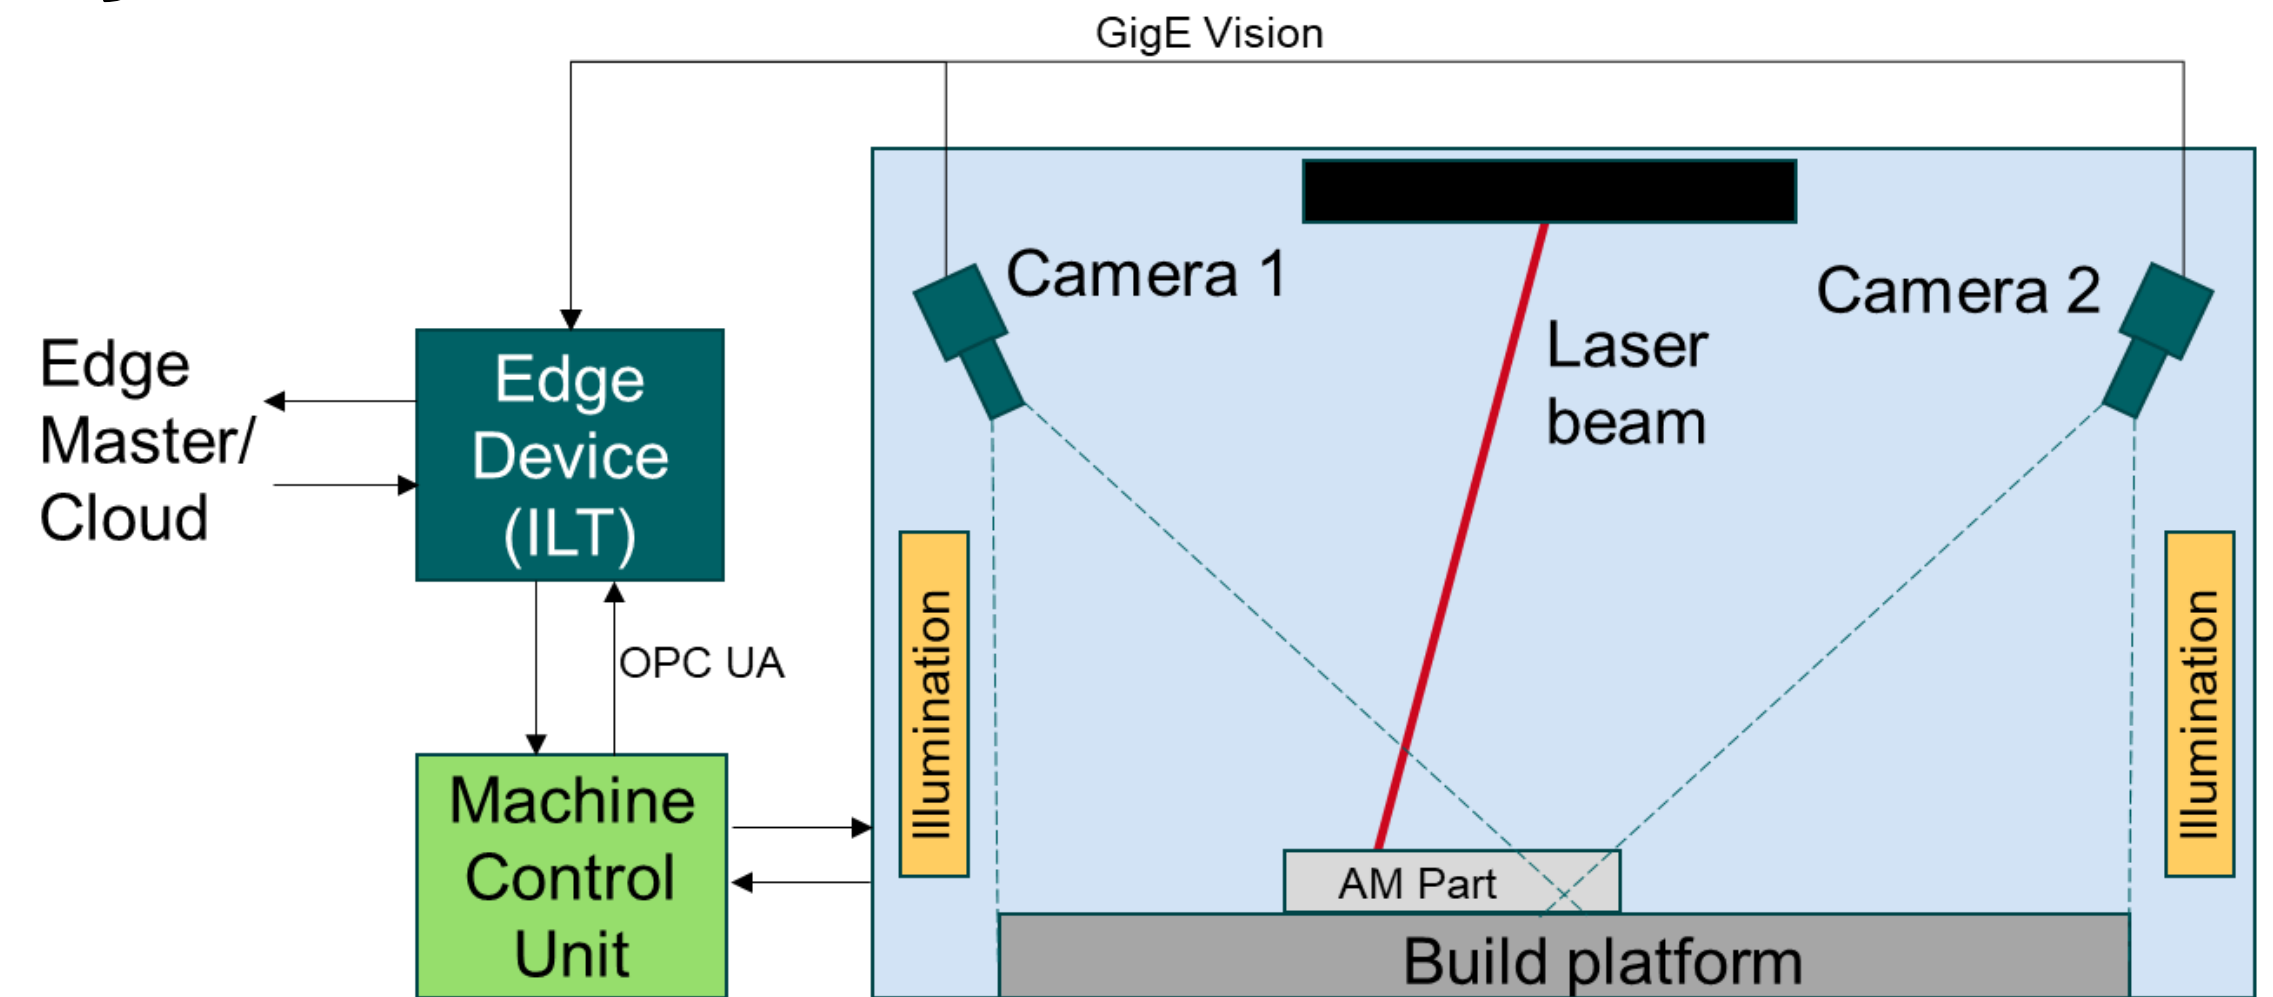 GigE Vision
Camera 1
Camera 2
Laser
beam
Edge
Master/
Cloud
Edge
Device
(ILT)
Illumination
Illumination
OPC UA
Machine
Control
Unit
AM Part
Build platform